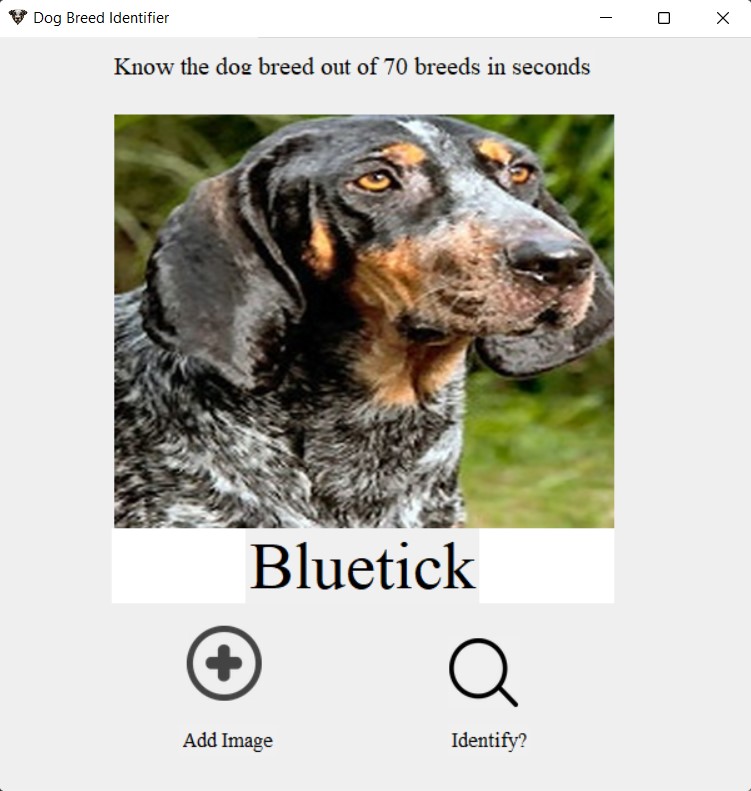 Dog Breed Identifier
Know the dog breed out of 70 breeds in seconds
Bluetick
Add Image
Identify?